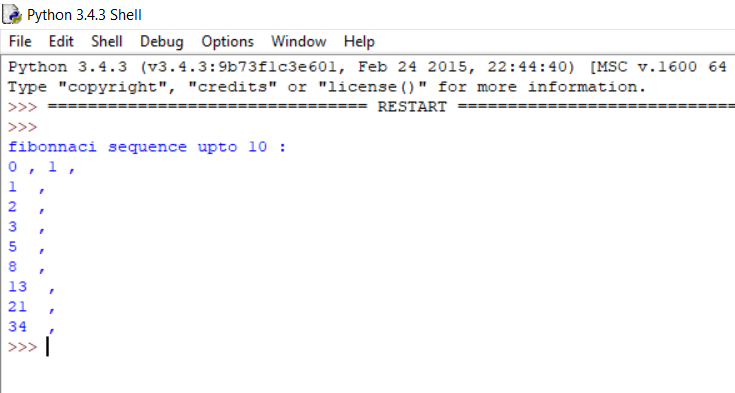 Python 3.4.3 Shell
File Edit Shell Debug Options Window Help
Python 3.4.3 (v3.4.3:9b73f1c3e601, Feb 24 2015, 22:44:40) [MSC v.1600 64
Type "copyright", "credits" or "license()" for more information.
>>> ================================ RESTART ============================
>>>
fibonnaci sequence upto 10 :
0 , 1 ,
1  ,
2  ,
3  ,
5  ,
8  ,
13  ,
21  ,
34  ,
>>>